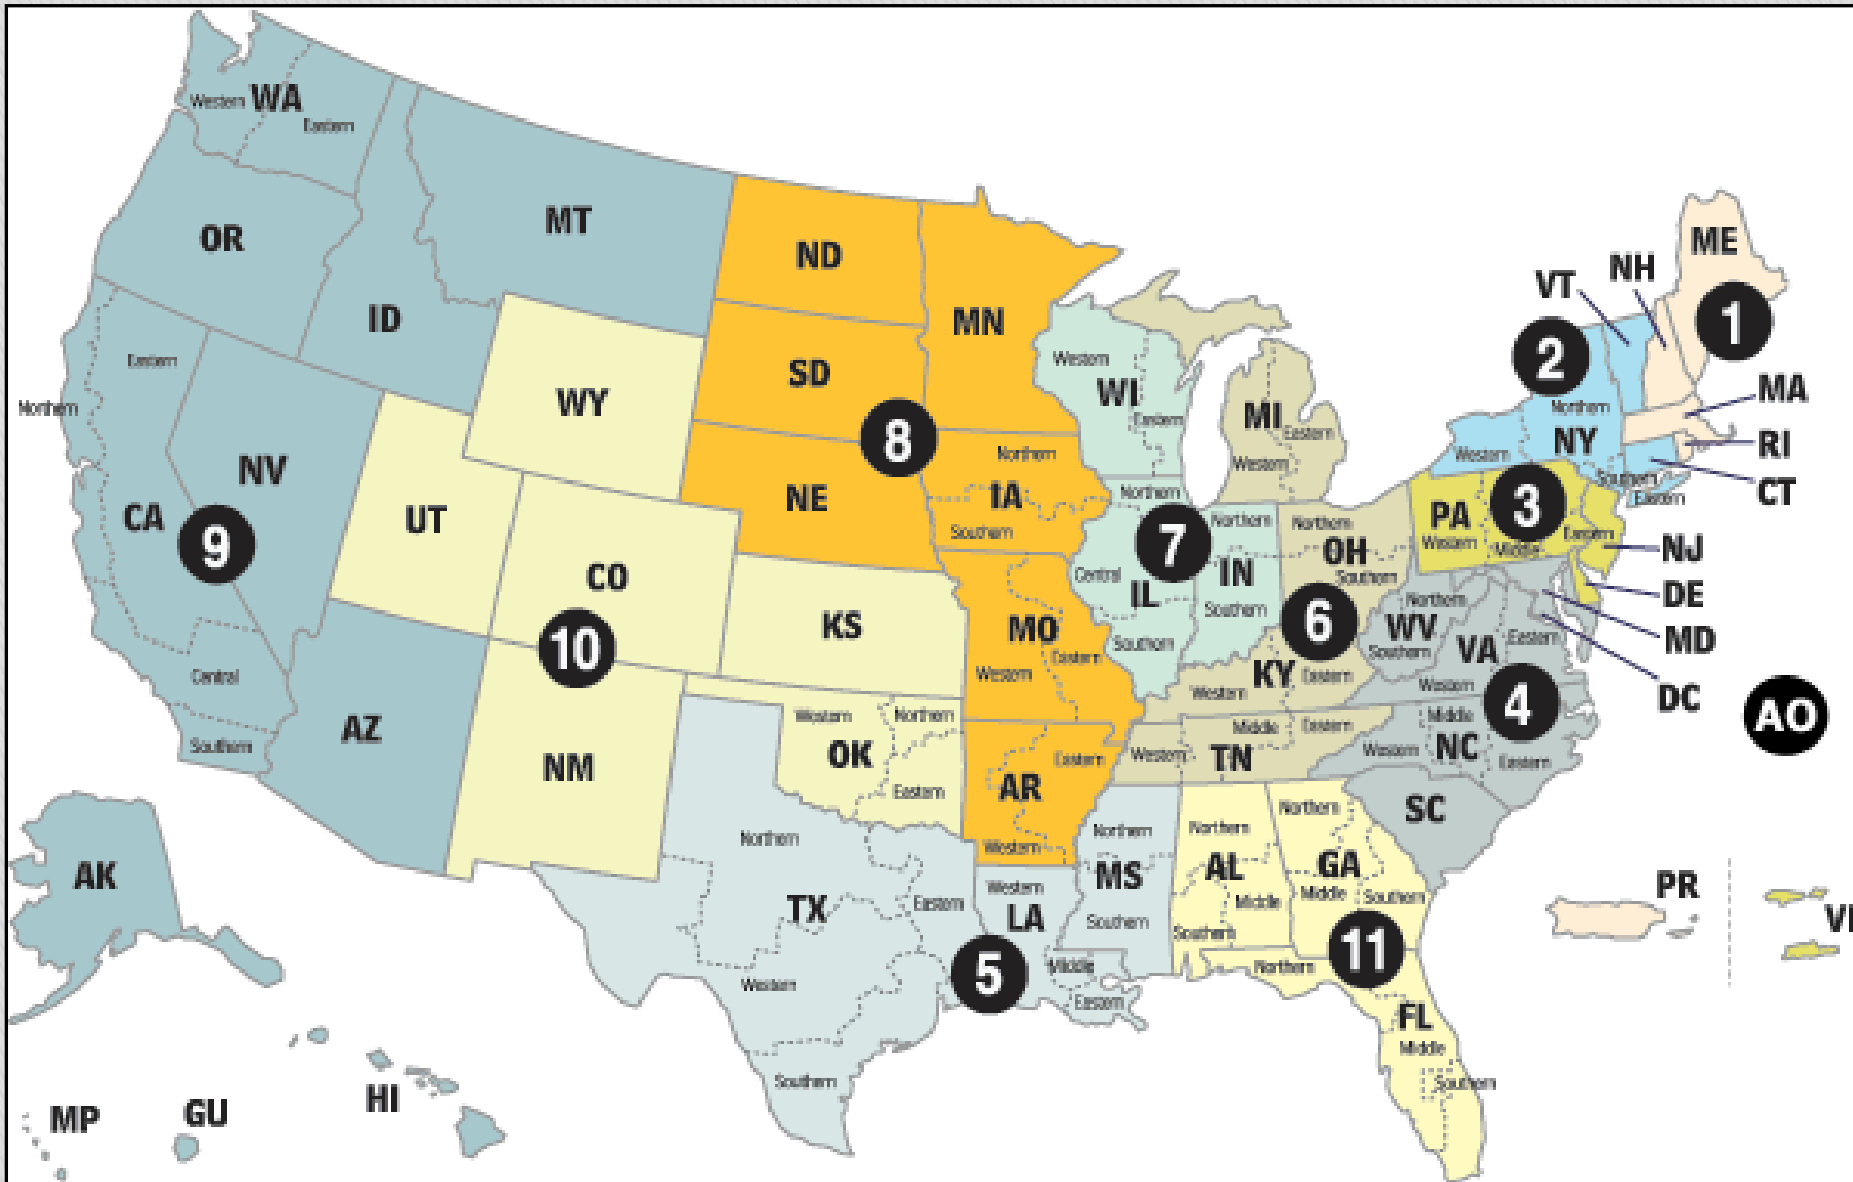 WA
Western
Eastern
OR
MT
ID
ND
MN
SD
WY
NE
8
Northern
IA
Southern
Western
WI
Eastern
MI
Eastern
Western
ME
NH
VT
1
2
MA
RI
CT
Northern
NY
Western
Southern
Eastern
PA
3
Western
Middle
Eastern
NJ
DE
MD
DC
Eastern
Northern
NV
CA
9
UT
CO
10
KS
MO
Western
Eastern
Northern
7
Central
IL
Southern
Northern
IN
Southern
Northern
OH
Southern
6
KY
Western
Eastern
Northern
WV
Southern
VA
Eastern
Western
4
AO
Central
Southern
AZ
NM
Western
Northern
OK
Eastern
Eastern
AR
Western
Western
Middle
Eastern
TN
Middle
Western
NC
Eastern
SC
AK
Northern
TX
Eastern
Western
Southern
Western
LA
5
Middle
Eastern
Northern
MS
Southern
Northern
AL
Middle
Southern
Northern
GA
Middle
Southern
11
Northern
FL
Middle
Southern
PR
VI
MP
GU
HI